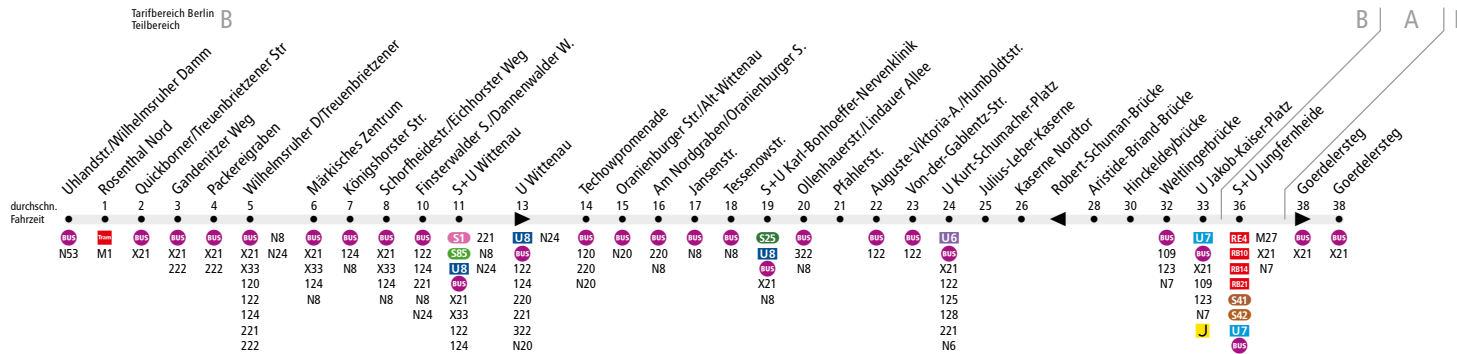 Tarifbereich Berlin
Teilbereich
B
B
A
Uhlandstr./Wilhelmsruher Damm
Rosenthal Nord
Quickborner/Treuenbrietzener Str
Gandenitzer Weg
Packereigraben
Wilhelmsruher D/Treuenbrietzener
Märkisches Zentrum
Königshorster Str.
Schorfheidestr./Eichhorster Weg
Finsterwalder S./Dannenwalder W.
S+U Wittenau
U Wittenau
Techowpromenade
Oranienburger Str./Alt-Wittenau
Am Nordgraben/Oranienburger S.
Jansenstr.
Tessenowstr.
S+U Karl-Bonhoeffer-Nervenklinik
Ollenhauerstr./Lindauer Allee
Pfahlerstr.
Auguste-Viktoria-A./Humboldtstr.
Von-der-Gablentz-Str.
U Kurt-Schumacher-Platz
Julius-Leber-Kaserne
Kaserne Nordtor
Robert-Schuman-Brücke
Aristide-Briand-Brücke
Hinckeldeybrücke
Weltlingerbrücke
U Jakob-Kaiser-Platz
S+U Jungfernheide
Goerdelersteg
Goerdelersteg
durchschn.
Fahrzeit
1 2 3 4 5 6 7 8 10 11 13 14 15 16 17 18 19 20 21 22 23 24 25 26 28 30 32 33 36 38 38
BUS
N53
Tram
M1
BUS
X21
BUS
X21
222
BUS
X21
222
BUS N8
X21 N24
X33
120
122
124
221
222
BUS
X21
X33
124
N8
BUS
124
N8
BUS
X21
X33
124
N8
BUS
122
124
221
N8
N24
S1 221
S85 N8
U8 N24
BUS
X21
X33
122
124
U8 N24
BUS
122
124
220
221
322
N20
BUS
120
220
N20
BUS
N20
BUS
220
N8
BUS
N8
BUS
N8
S25
U8
BUS
X21
N8
BUS
322
N8
BUS
122
BUS
122
U6
BUS
X21
122
125
128
221
N6
BUS
109
123
N7
U7
BUS
X21
109
123
N7
J
RE4 M27
RB10 X21
RB14 N7
RB21
S41
S42
U7
BUS
BUS
X21
BUS
X21